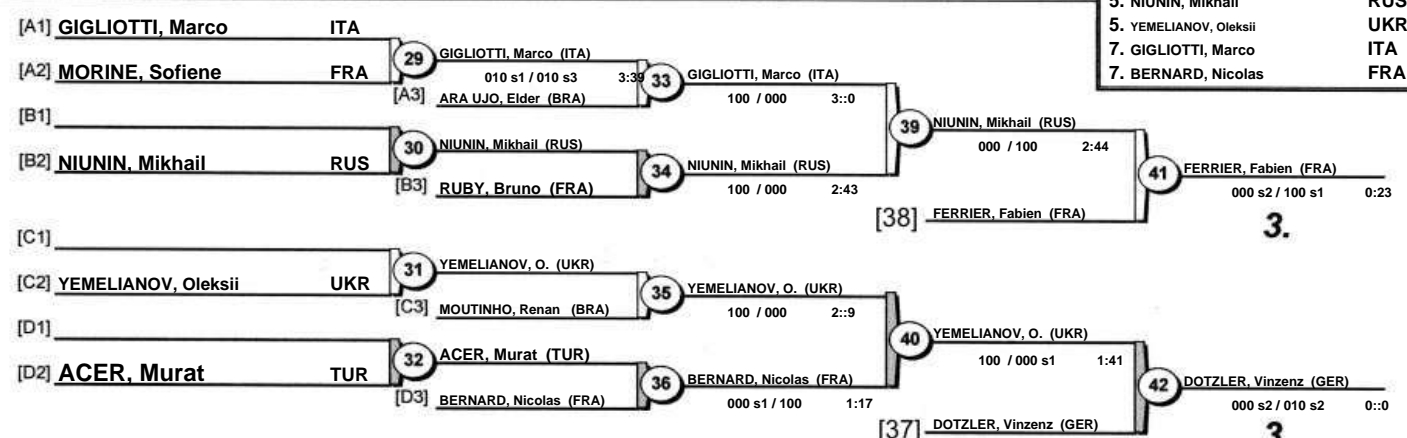 5. NIUNIN, Mikhail RUS
5. YEMELIANOV, Oleksii UKR
7. GIGLIOTTI, Marco ITA
7. BERNARD, Nicolas FRA
[A1] GIGLIOTTI, Marco ITA
29 GIGLIOTTI, Marco (ITA)
[A2] MORINE, Sofiene FRA
010 s1 / 010 s3 3:39
33 GIGLIOTTI, Marco (ITA)
[A3] ARA UJO, Elder (BRA)
100 / 000 3::0
[B1]
39 NIUNIN, Mikhail (RUS)
30 NIUNIN, Mikhail (RUS)
000 / 100 2:44
[B2] NIUNIN, Mikhail RUS
34 NIUNIN, Mikhail (RUS)
41 FERRIER, Fabien (FRA)
[B3] RUBY, Bruno (FRA)
100 / 000 2:43
000 s2 / 100 s1 0:23
[38] FERRIER, Fabien (FRA)
3.
[C1]
31 YEMELIANOV, O. (UKR)
[C2] YEMELIANOV, Oleksii UKR
35 YEMELIANOV, O. (UKR)
[C3] MOUTINHO, Renan (BRA)
100 / 000 2::9
[D1]
40 YEMELIANOV, O. (UKR)
32 ACER, Murat (TUR)
100 / 000 s1 1:41
[D2] ACER, Murat TUR
36 BERNARD, Nicolas (FRA)
42 DOTZLER, Vinzenz (GER)
[D3] BERNARD, Nicolas (FRA)
000 s1 / 100 1:17
000 s2 / 010 s2 0::0
[37] DOTZLER, Vinzenz (GER)
3.